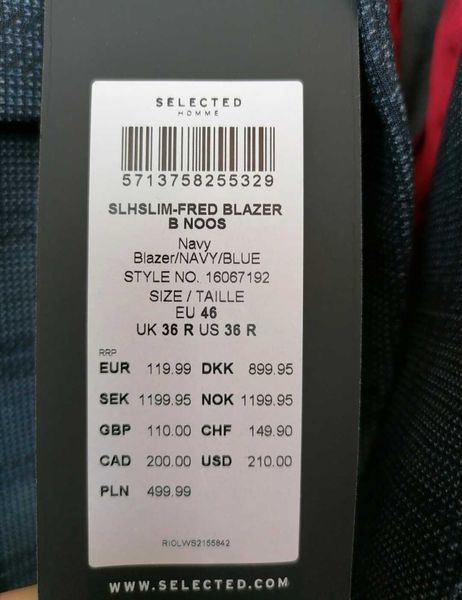 SELECTED
HOMME
5713758255329
SLHSLIM-FRED BLAZER
B NOOS
Navy
Blazer/NAVY/BLUE
STYLE NO. 16067192
SIZE / TAILLE
EU 46
UK 36 R US 36 R
RRP
EUR 119.99 DKK 899.95
SEK 1199.95 NOK 1199.95
GBP 110.00 CHF 149.90
CAD 200.00 USD 210.00
PLN 499.99
RIOLWS2155842
WWW.SELECTED.COM